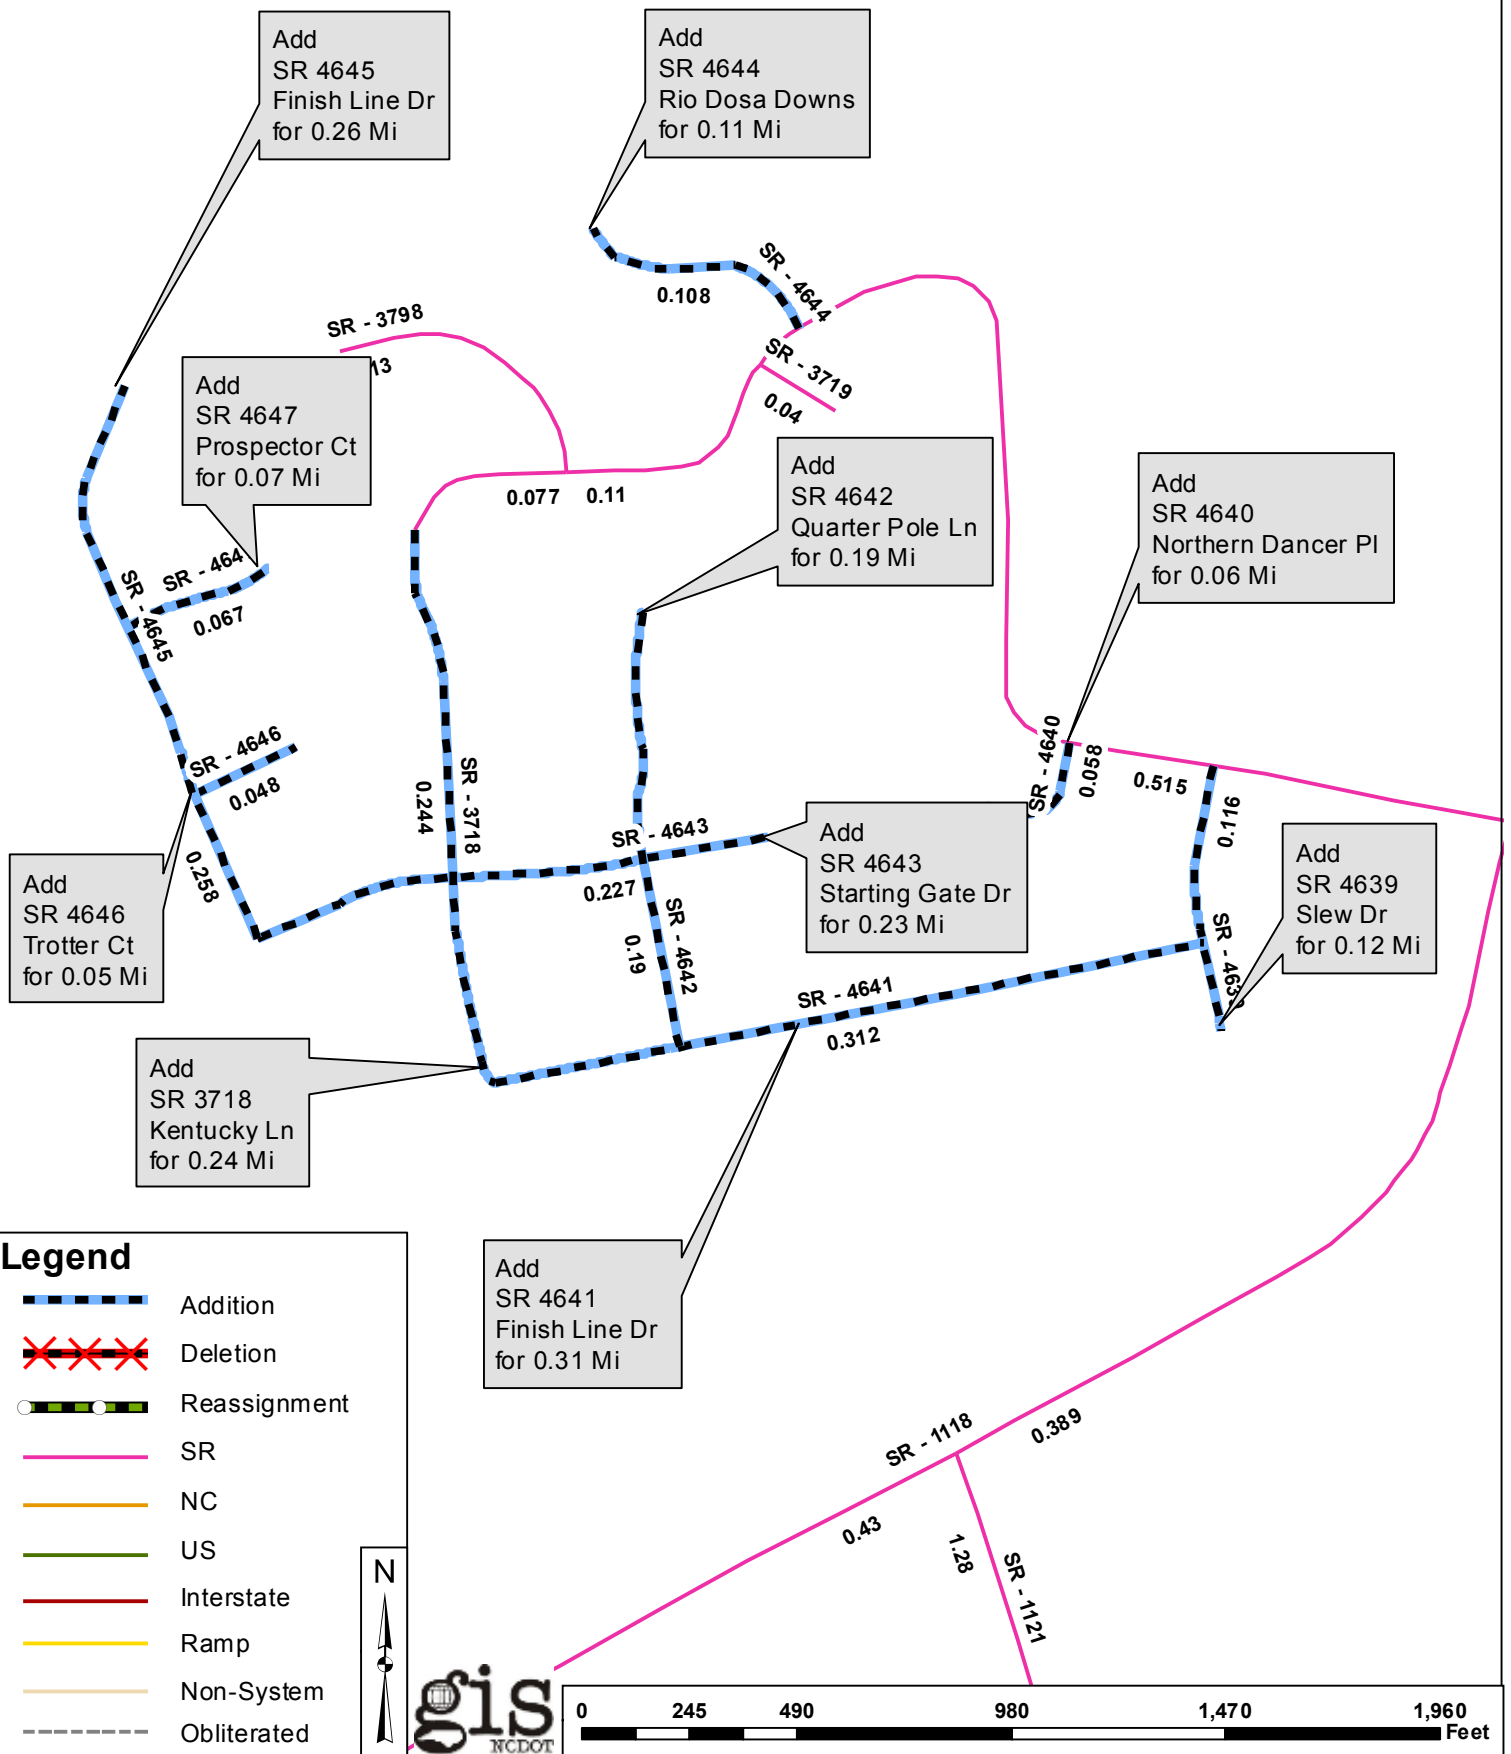 Add
SR 4645
Finish Line Dr
for 0.26 Mi
Add
SR 4644
Rio Dosa Downs
for 0.11 Mi
SR - 4644
0.108
SR - 3798
13
SR - 3719
0.04
Add
SR 4647
Prospector Ct
for 0.07 Mi
0.077
0.11
Add
SR 4642
Quarter Pole Ln
for 0.19 Mi
Add
SR 4640
Northern Dancer Pl
for 0.06 Mi
SR - 464
0.067
SR - 4645
SR - 4646
0.048
0.258
0.244
SR - 3718
SR - 4643
0.227
0.19
SR - 4642
SR - 4640
0.058
0.515
0.116
Add
SR 4643
Starting Gate Dr
for 0.23 Mi
Add
SR 4639
Slew Dr
for 0.12 Mi
SR - 463
Add
SR 4646
Trotter Ct
for 0.05 Mi
SR - 4641
0.312
Add
SR 3718
Kentucky Ln
for 0.24 Mi
Add
SR 4641
Finish Line Dr
for 0.31 Mi
SR - 1118
0.389
0.43
1.28
SR - 1121
Legend
Addition
Deletion
Reassignment
SR
NC
US
Interstate
Ramp
Non-System
Obliterated
N
gis
NCDOT
0 245 490 980 1,470 1,960
Feet